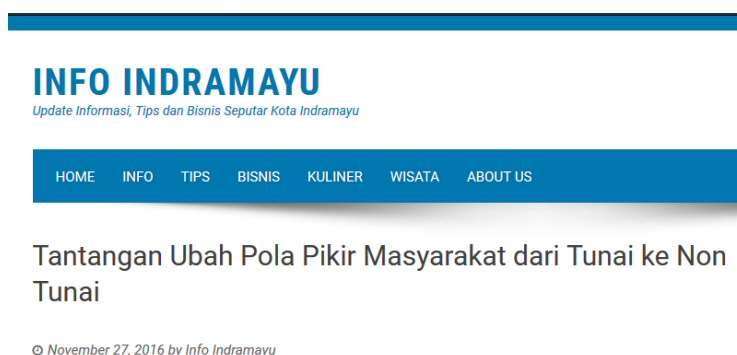 INFO INDRAMAYU
Update Informasi, Tips dan Bisnis Seputar Kota Indramayu
HOME INFO TIPS BISNIS KULINER WISATA ABOUT US
Tantangan Ubah Pola Pikir Masyarakat dari Tunai ke Non
Tunai
November 27, 2016 by Info Indramayu